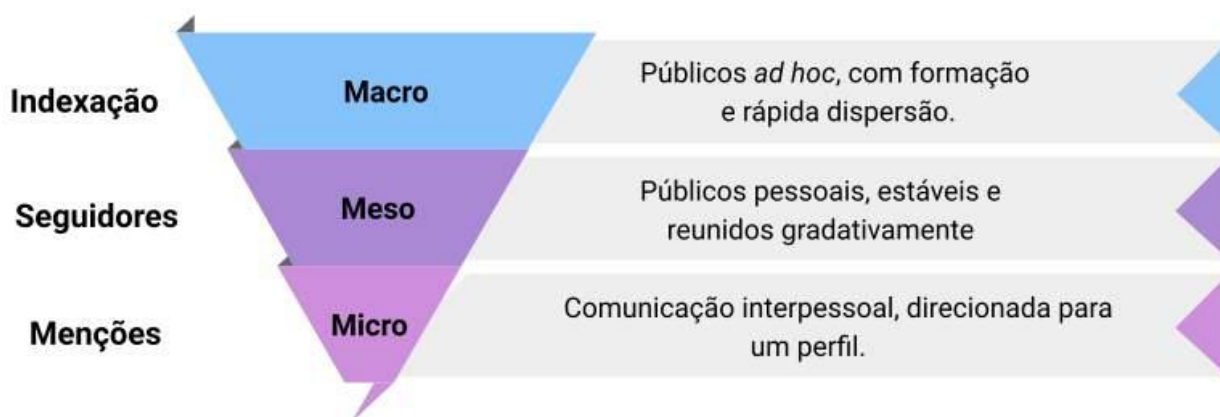 Indexação
Macro
Públicos ad hoc, com formação
e rápida dispersão.
Seguidores
Meso
Públicos pessoais, estáveis e
reunidos gradativamente
Menções
Micro
Comunicação interpessoal, direcionada para
um perfil.